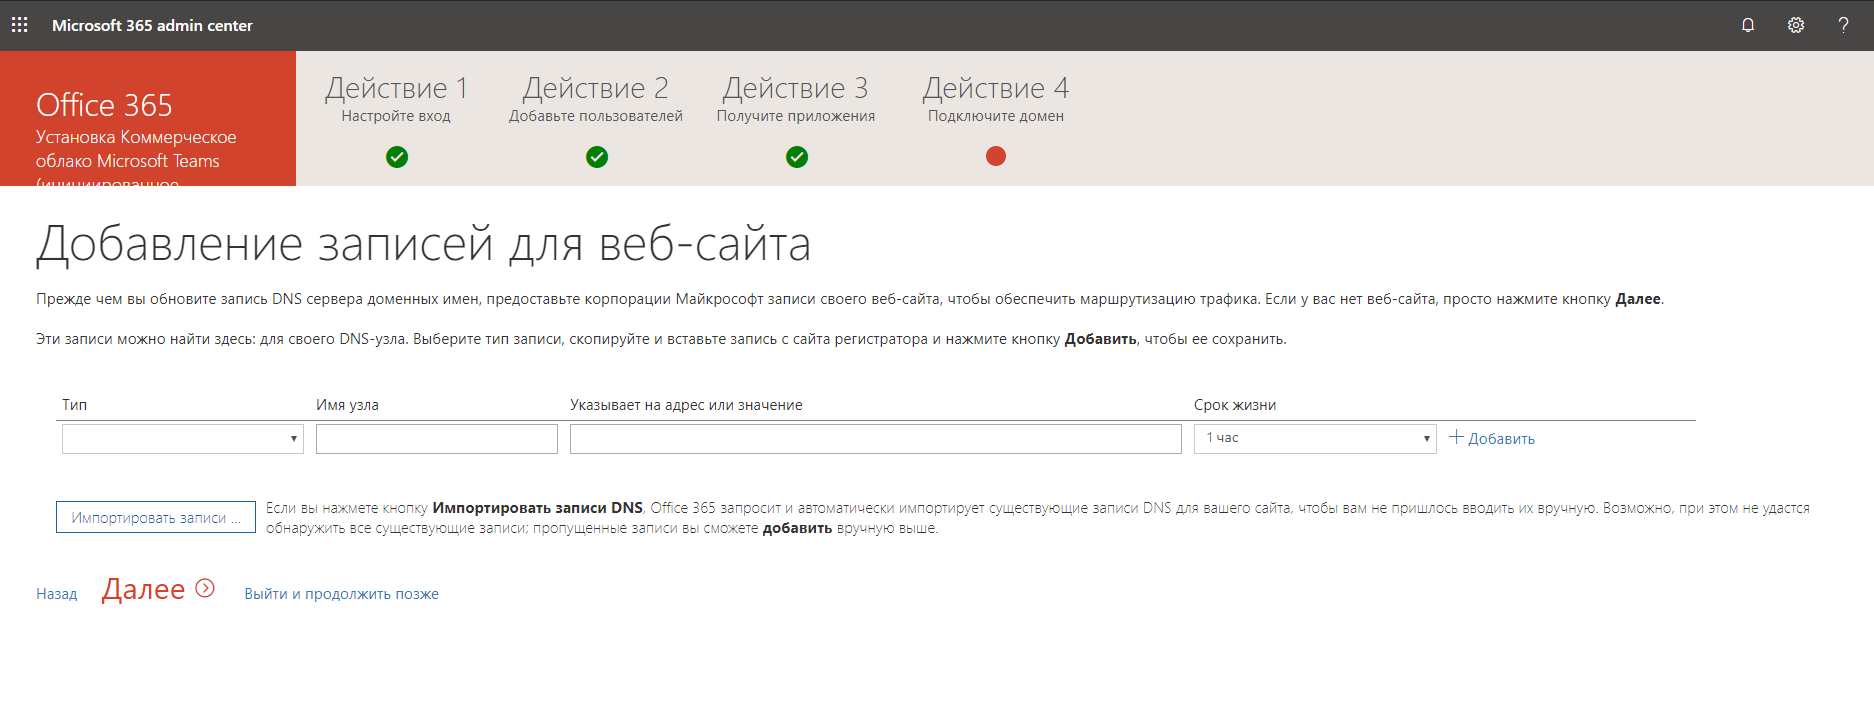 Microsoft 365 admin center
Office 365
Установка Коммерческое
облако Microsoft Teams
(инициированное
Действие 1
Настройте вход
Действие 2
Добавьте пользователей
Действие 3
Получите приложения
Действие 4
Подключите домен
Добавление записей для веб-сайта
Прежде чем вы обновите запись DNS сервера доменных имен, предоставьте корпорации Майкрософт записи своего веб-сайта, чтобы обеспечить маршрутизацию трафика. Если у вас нет веб-сайта, просто нажмите кнопку Далее.
Эти записи можно найти здесь: для своего DNS-узла. Выберите тип записи, скопируйте и вставьте запись с сайта регистратора и нажмите кнопку Добавить, чтобы ее сохранить.
Тип Имя узла Указывает на адрес или значение Срок жизни
1 час + Добавить
Импортировать записи ...
Если вы нажмете кнопку Импортировать записи DNS, Office 365 запросит и автоматически импортирует существующие записи DNS для вашего сайта, чтобы вам не пришлось вводить их вручную. Возможно, при этом не удастся
обнаружить все существующие записи; пропущенные записи вы сможете добавить вручную выше.
Назад Далее Выйти и продолжить позже